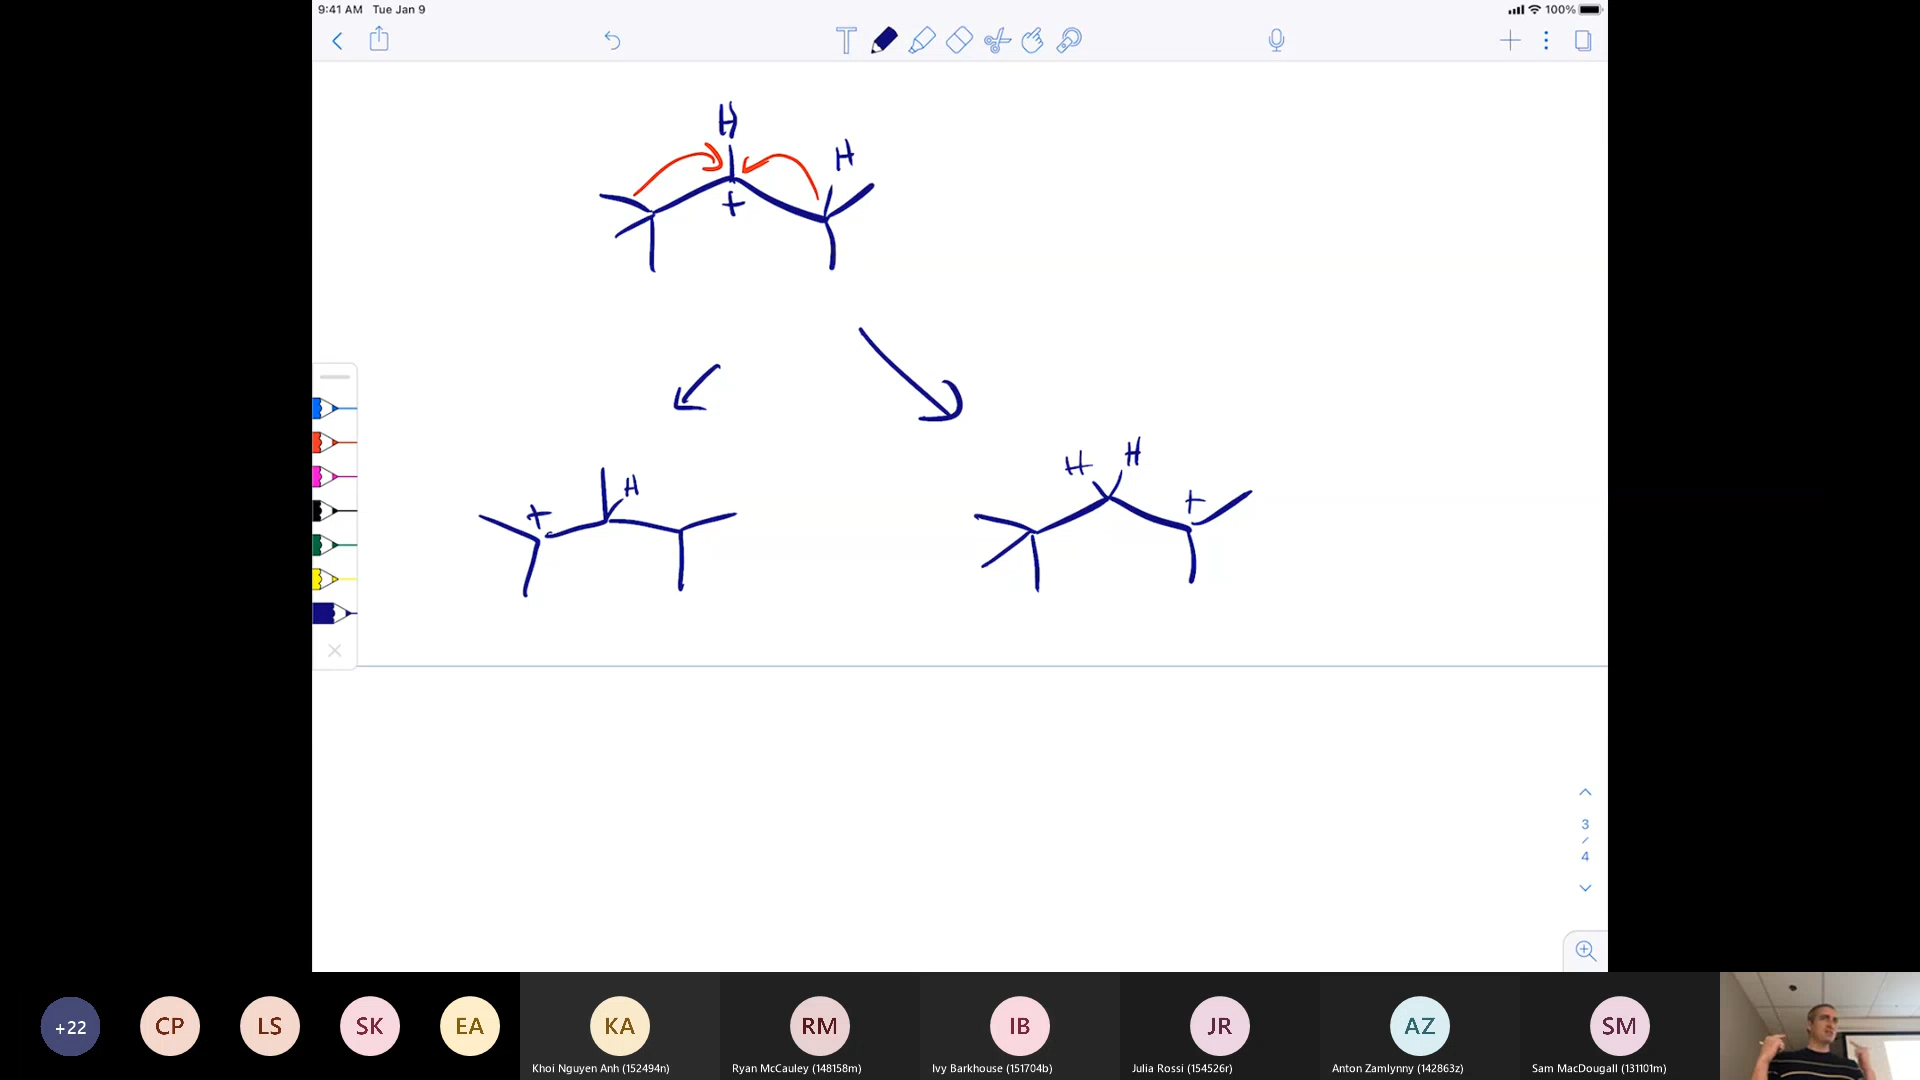 9:41 AM Tue Jan 9
100%
T
H
H
+
H
H
H
+
+
3
/
4
+22
CP
LS
SK
EA
KA
RM
IB
JR
AZ
SM
Khoi Nguyen Anh (152494n)
Ryan McCauley (148158m)
Ivy Barkhouse (151704b)
Julia Rossi (154526r)
Anton Zamlynny (142863z)
Sam MacDougall (131101m)